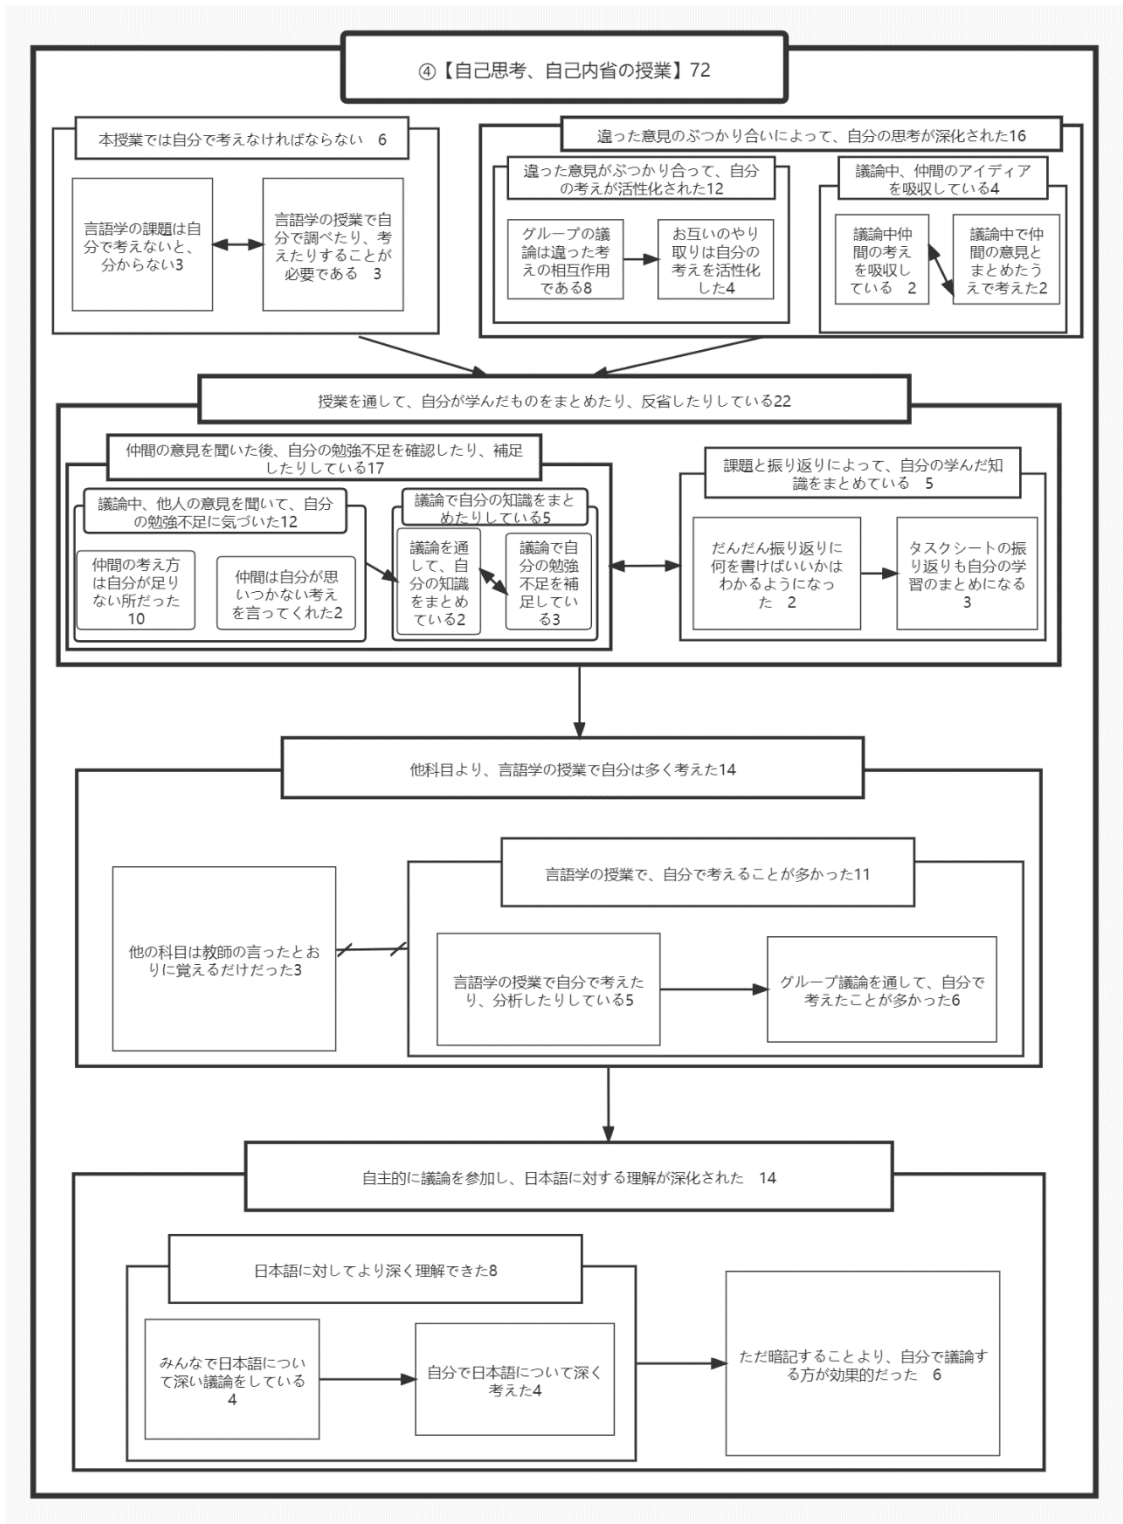 ④【自己思考、自己内省の授業】72
本授業では自分で考えなければならない　6
言語学の課題は自
分で考えないと、
分からない3
言語学の授業で自
分で調べたり、考
えたりすることが
必要である　3
違った意見のぶつかり合いによって、自分の思考が深化された16
違った意見がぶつかり合って、自分
の考えが活性化された12
グループの議
論は違った考
えの相互作用
である8
お互いのやり
取りは自分の
考えを活性化
した4
議論中、仲間のアイディア
を吸収している4
議論中仲
間の考え
を吸収し
ている　2
議論中で仲
間の意見と
まとめたう
えで考えた2
授業を通して、自分が学んだものをまとめたり、反省したりしている22
仲間の意見を聞いた後、自分の勉強不足を確認したり、補足
したりしている17
議論中、他人の意見を聞いて、自分
の勉強不足に気づいた12
仲間の考え方
は自分が足り
ない所だった
10
仲間は自分が思
いつかない考え
を言ってくれた2
議論で自分の知識をまと
めたりしている5
議論を通
して、自
分の知識
をまとめ
ている2
議論で自
分の勉強
不足を補
足してい
る3
課題と振り返りによって、自分の学んだ知
識をまとめている　5
だんだん振り返りに
何を書けばいいかは
わかるようになっ
た　2
タスクシートの振
り返りも自分の学
習のまとめになる
3
他科目より、言語学の授業で自分は多く考えた14
他の科目は教師の言ったとお
りに覚えるだけだった3
言語学の授業で、自分で考えることが多かった11
言語学の授業で自分で考えた
り、分析したりしている5
グループ議論を通して、自分で
考えたことが多かった6
自主的に議論を参加し、日本語に対する理解が深化された　14
日本語に対してより深く理解できた8
みんなで日本語につい
て深い議論をしている
4
自分で日本語について深く
考えた4
ただ暗記することより、自分で議論す
る方が効果的だった　6